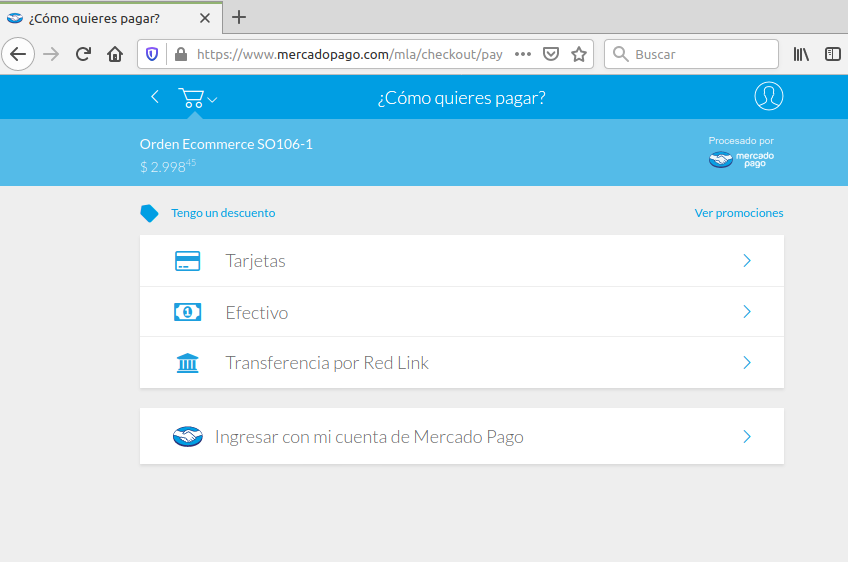 ¿Cómo quieres pagar?
https://www.mercadopago.com/mla/checkout/pay
Buscar
¿Cómo quieres pagar?
Orden Ecommerce SO106-1
$ 2.998⁴⁵
Procesado por
mercado
pago
Tengo un descuento
Ver promociones
Tarjetas
1
Efectivo
Transferencia por Red Link
Ingresar con mi cuenta de Mercado Pago